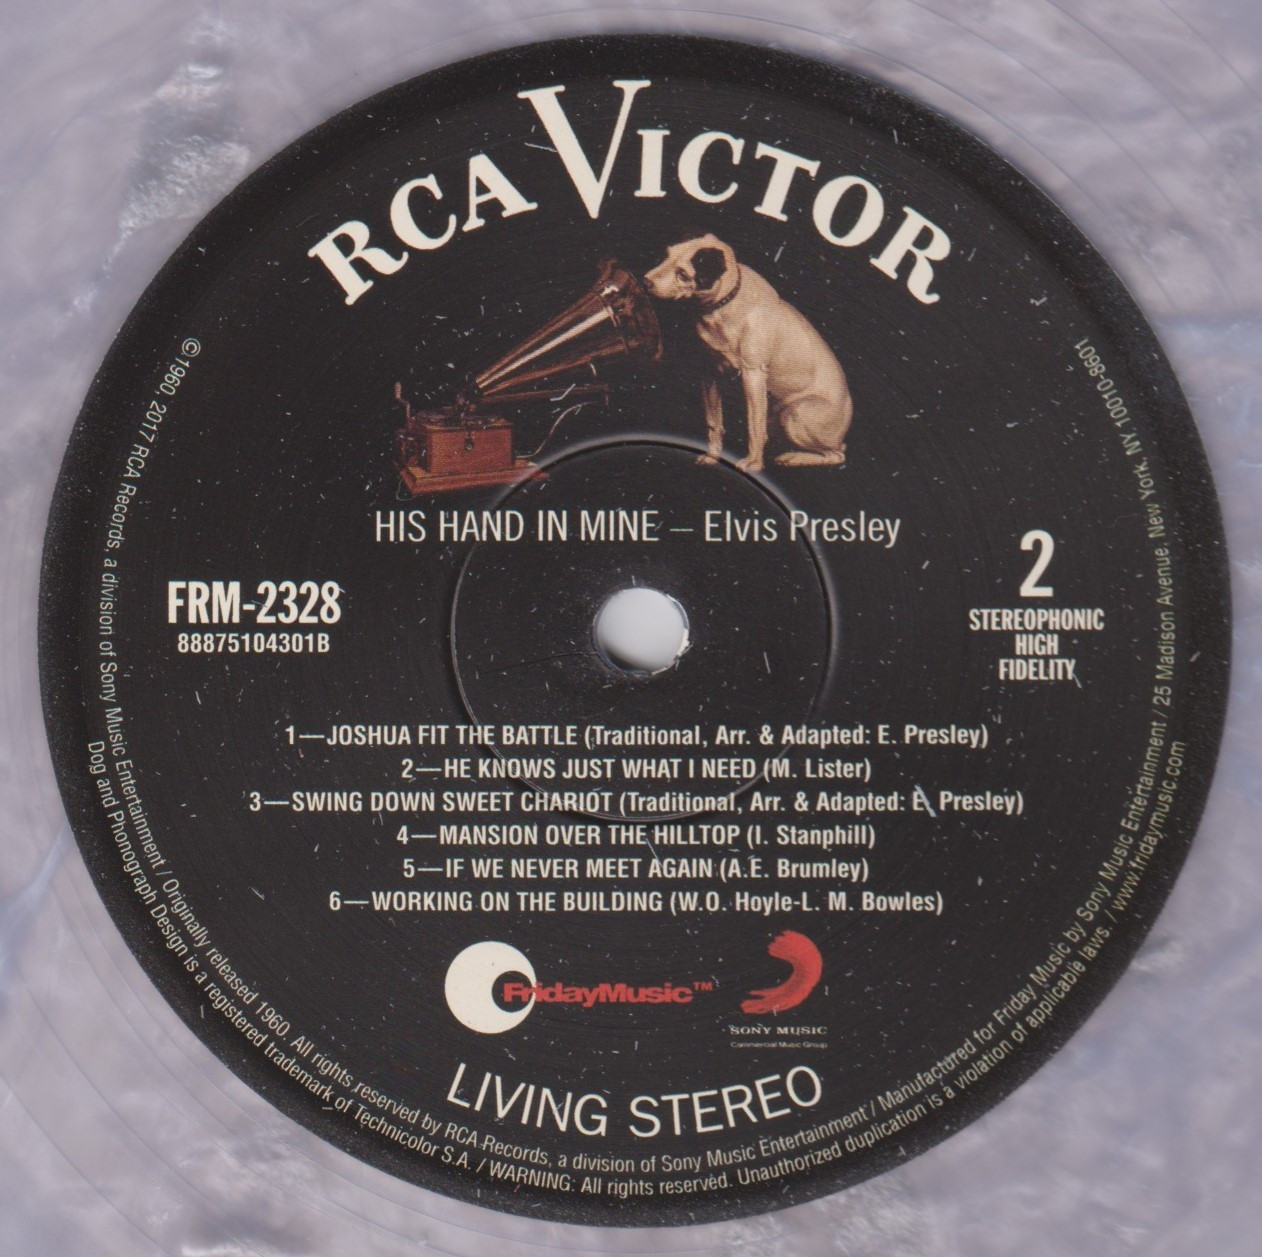 RCA VICTOR
HIS HAND IN MINE – Elvis Presley
FRM-2328
88875104301B
2
STEREOPHONIC
HIGH
FIDELITY
1—JOSHUA FIT THE BATTLE (Traditional, Arr. & Adapted: E. Presley)
2—HE KNOWS JUST WHAT I NEED (M. Lister)
3—SWING DOWN SWEET CHARIOT (Traditional, Arr. & Adapted: E. Presley)
4—MANSION OVER THE HILLTOP (I. Stanphill)
5—IF WE NEVER MEET AGAIN (A.E. Brumley)
6—WORKING ON THE BUILDING (W.O. Hoyle-L. M. Bowles)
FridayMusic™
SONY MUSIC
Commercial Music Group
LIVING STEREO
©1960, 2017 RCA Records, a division of Sony Music Entertainment / Originally released 1960. All rights reserved by RCA Records, a division of Sony Music Entertainment / Manufactured for Friday Music by Sony Music Entertainment / 25 Madison Avenue, New York, NY 10010-8601
Dog and Phonograph Design is a registered trademark of Technicolor S.A. / WARNING: All rights reserved. Unauthorized duplication is a violation of applicable laws. / www.fridaymusic.com